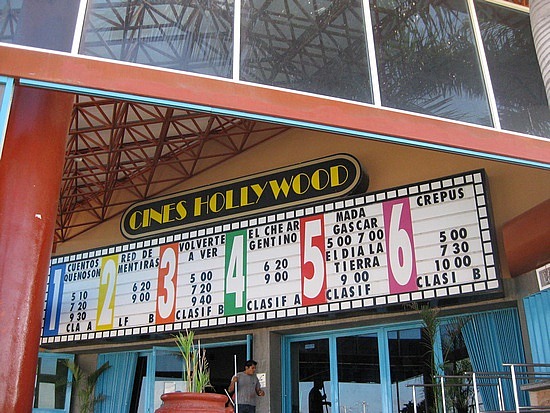 CINES HOLLYWOOD
1
CUENTOS
QUENOSON
5 10
7 20
9 30
CLA A
2
RED DE
MENTIRAS
6 20
9 00
LF B
3
VOLVERTE
A VER
5 00
7 20
9 40
CLASIF B
4
EL CHE AR
GENTINO
6 20
9 00
CLASIF A
5
MADA
GASCAR
5 00 7 00
EL DIA LA
TIERRA
9 00
CLASIF
6
CREPUS
5 00
7 30
10 00
CLASI B